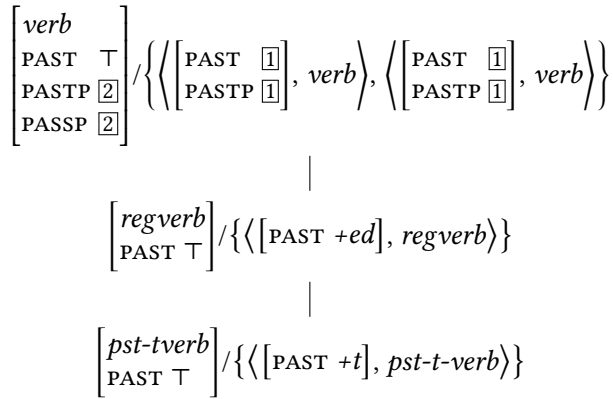 [verb
PAST ⊤
PASTP [2]
PASSP [2]] / {⟨[PAST [1] PASTP [1]], verb⟩, ⟨[PAST [1] PASTP [1]], verb⟩}
[regverb
PAST ⊤] / {⟨[PAST +ed], regverb⟩}
[pst-tverb
PAST ⊤] / {⟨[PAST +t], pst-t-verb⟩}